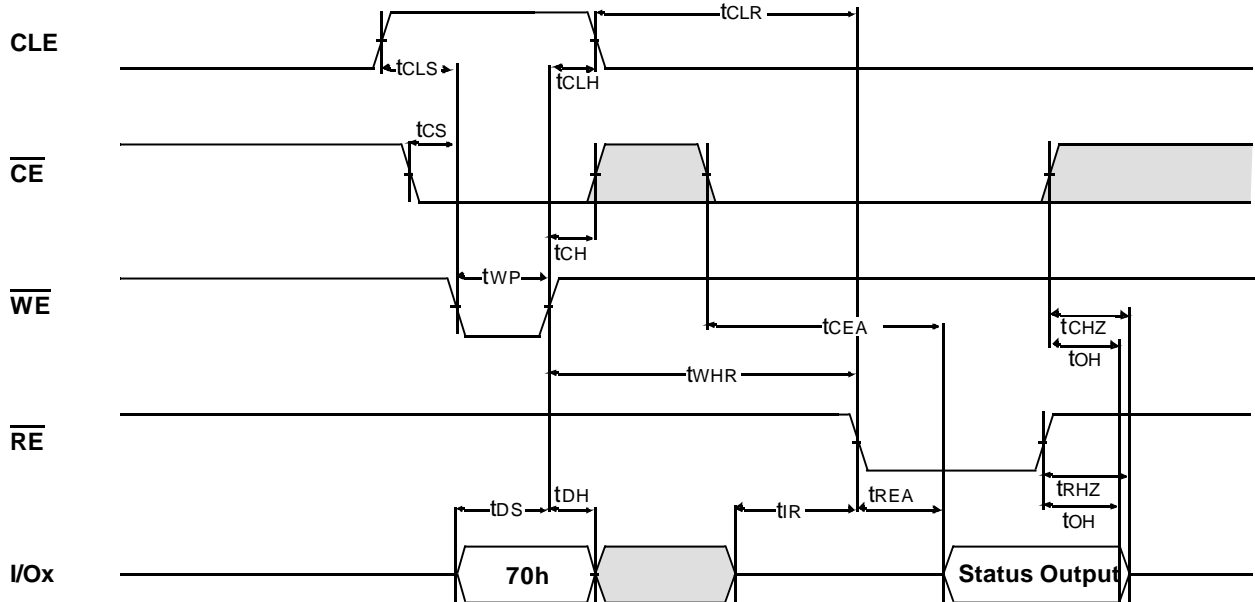 tCLR
CLE
tCLS
tCLH
tCS
CE
tCH
tWP
WE
tCEA
tCHZ
tOH
tWHR
RE
tDH
tREA
tRHZ
tDS
tIR
tOH
I/Ox
70h
Status Output